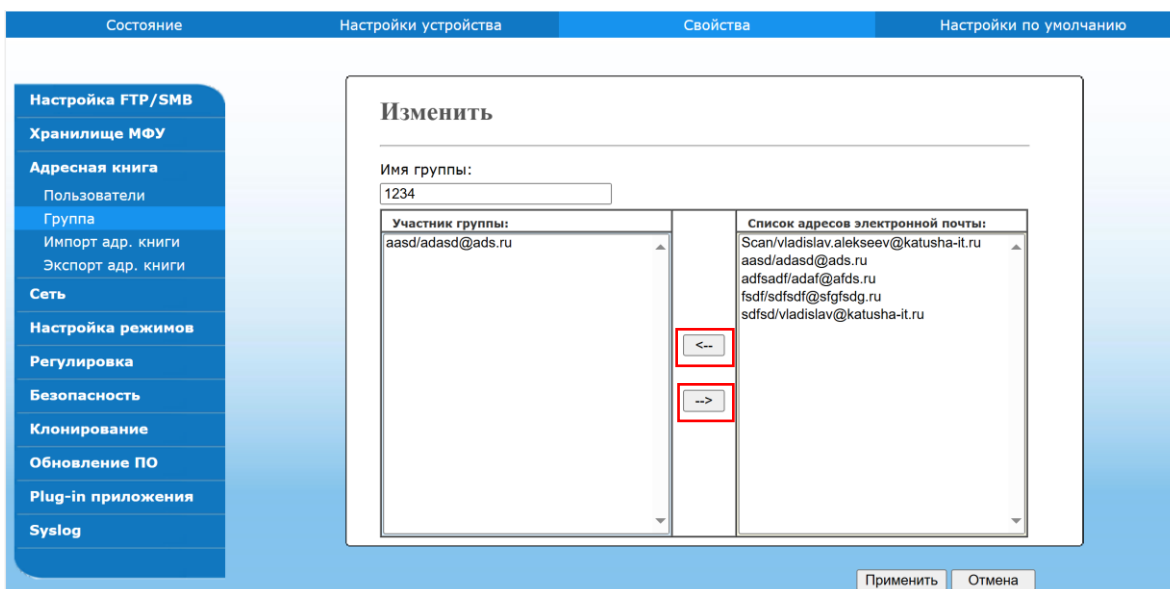 Состояние Настройки устройства Свойства Настройки по умолчанию
Настройка FTP/SMB
Хранилище МФУ
Адресная книга
Пользователи
Группа
Импорт адр. книги
Экспорт адр. книги
Сеть
Настройка режимов
Регулировка
Безопасность
Клонирование
Обновление ПО
Plug-in приложения
Syslog
Изменить
Имя группы:
1234
Участник группы:
aasd/adasd@ads.ru
<--
-->
Список адресов электронной почты:
Scan/vladislav.alekseev@katusha-it.ru
aasd/adasd@ads.ru
adfsadf/adaf@afds.ru
fsdf/sdfsdf@sfgfsdg.ru
sdfsd/vladislav@katusha-it.ru
Применить Отмена